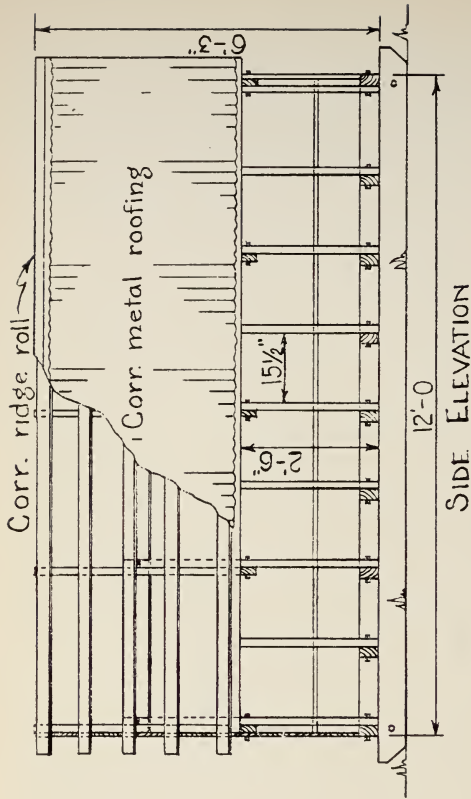 Corr. ridge roll
6'-3"
Corr. metal roofing
15½"
2'-6"
12'-0
SIDE ELEVATION